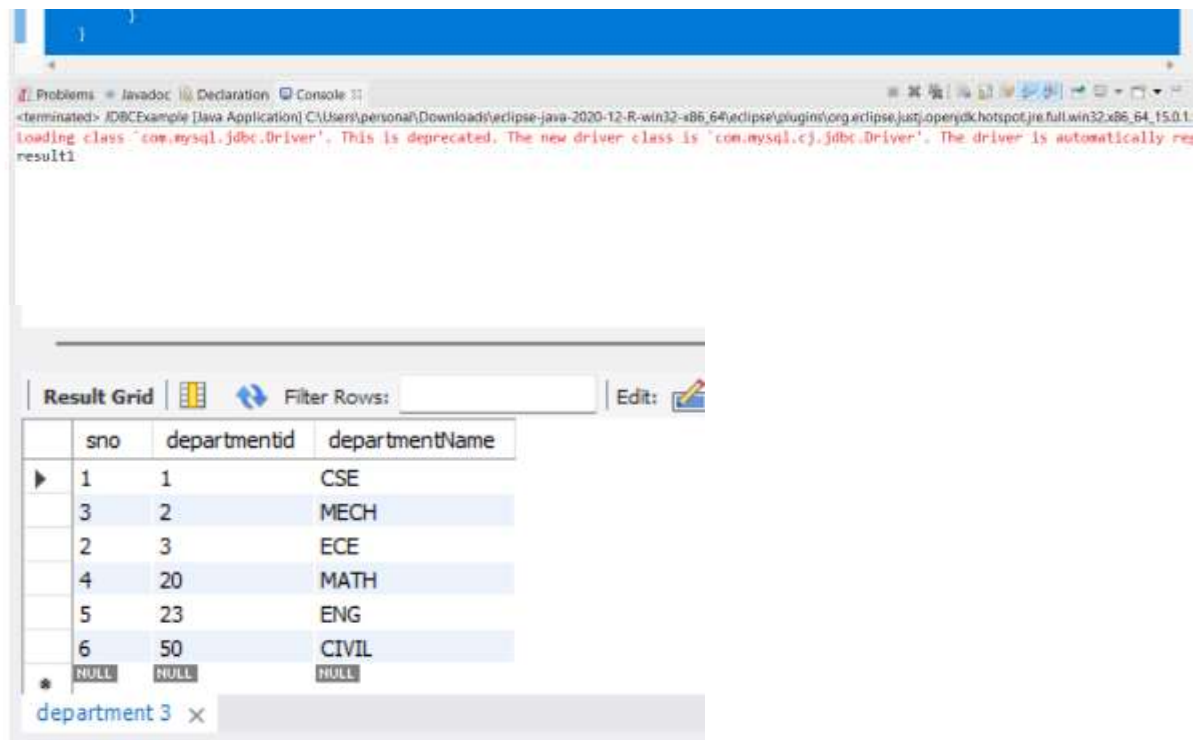 }
}
Problems Javadoc Declaration Console
<terminated> JDBCExample [Java Application] C:\Users\personal\Downloads\eclipse-java-2020-12-R-win32-x86_64\eclipse\plugins\org.eclipse.justj.openjdk.hotspot.jre.full.win32.x86_64_15.0.1.
Loading class `com.mysql.jdbc.Driver'. This is deprecated. The new driver class is `com.mysql.cj.jdbc.Driver'. The driver is automatically reg
result1
Result Grid Filter Rows: Edit:
sno departmentid departmentName
1 1 CSE
3 2 MECH
2 3 ECE
4 20 MATH
5 23 ENG
6 50 CIVIL
NULL NULL NULL
department 3